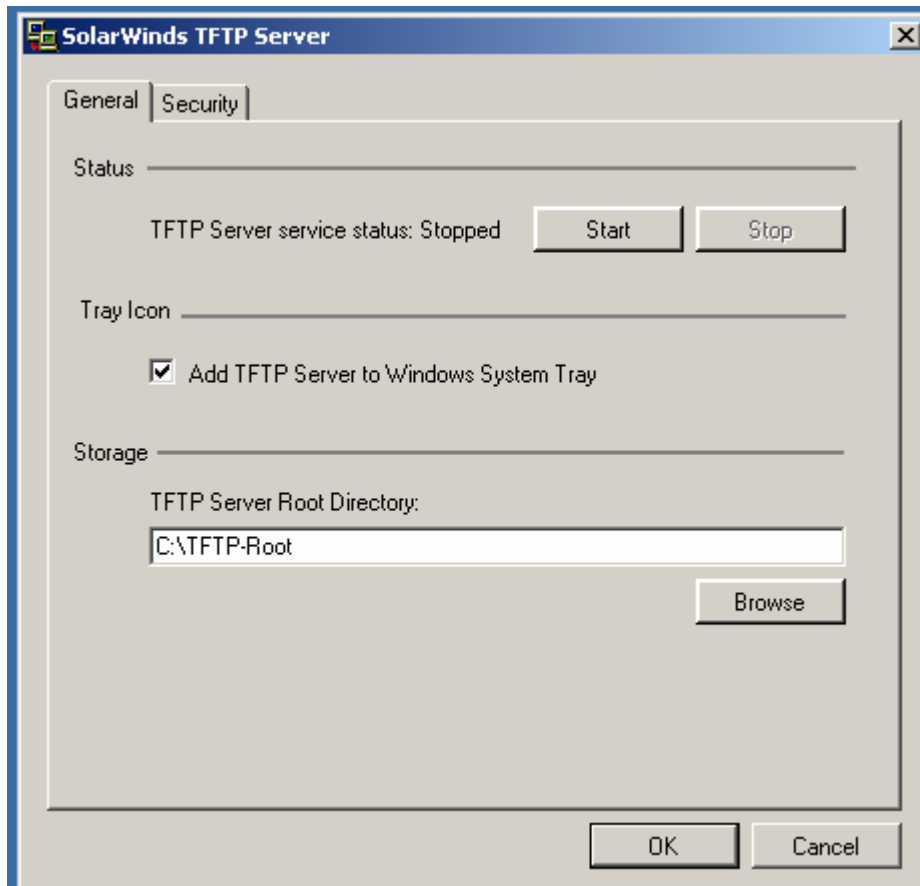 SolarWinds TFTP Server
General Security
Status
TFTP Server service status: Stopped Start Stop
Tray Icon
Add TFTP Server to Windows System Tray
Storage
TFTP Server Root Directory:
C:\TFTP-Root
Browse
OK Cancel